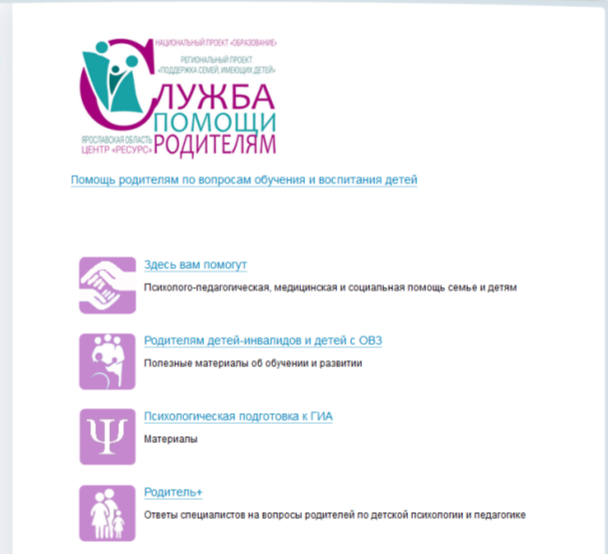 НАЦИОНАЛЬНЫЙ ПРОЕКТ «ОБРАЗОВАНИЕ»
РЕГИОНАЛЬНЫЙ ПРОЕКТ
«ПОДДЕРЖКА СЕМЕЙ, ИМЕЮЩИХ ДЕТЕЙ»
СЛУЖБА
ПОМОЩИ
РОДИТЕЛЯМ
ЯРОСЛАВСКАЯ ОБЛАСТЬ
ЦЕНТР «РЕСУРС»
Помощь родителям по вопросам обучения и воспитания детей
Здесь вам помогут
Психолого-педагогическая, медицинская и социальная помощь семье и детям
Родителям детей-инвалидов и детей с ОВЗ
Полезные материалы об обучении и развитии
Ψ
Психологическая подготовка к ГИА
Материалы
Родитель+
Ответы специалистов на вопросы родителей по детской психологии и педагогике